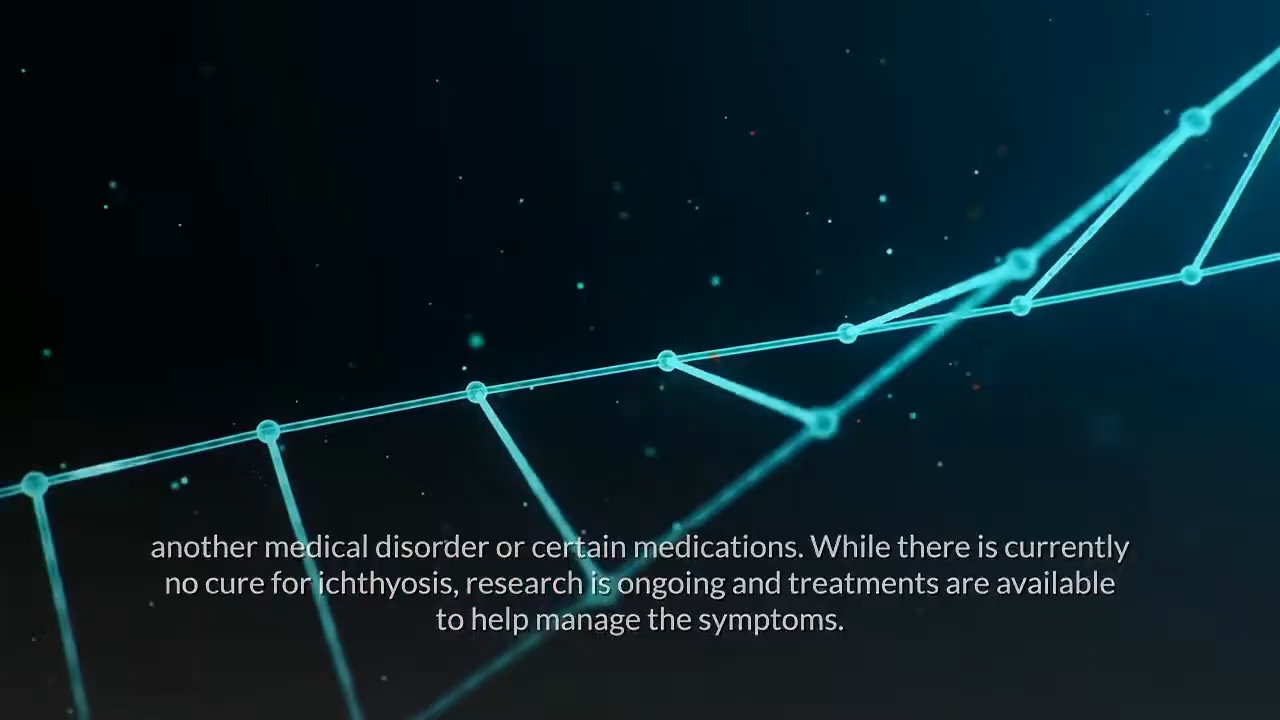 another medical disorder or certain medications. While there is currently
no cure for ichthyosis, research is ongoing and treatments are available
to help manage the symptoms.